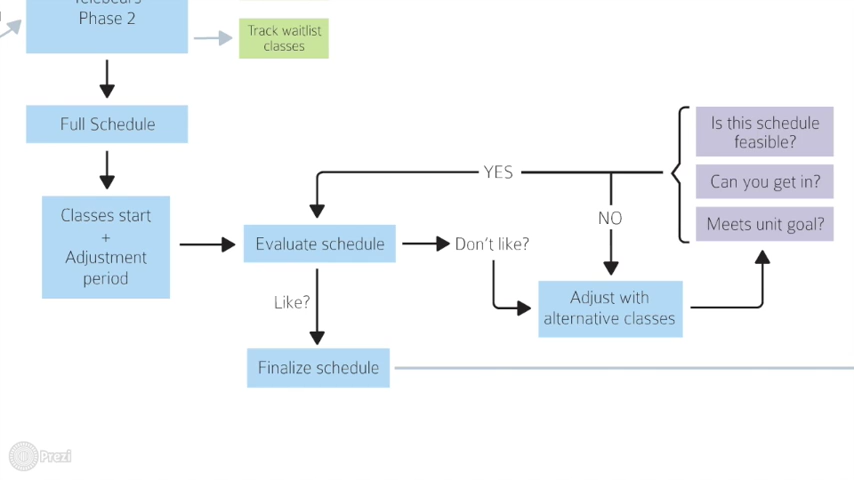 Phase 2
Track waitlist
classes
Full Schedule
Is this schedule
feasible?
YES
Can you get in?
Classes start
+
Adjustment
period
NO
Meets unit goal?
Evaluate schedule
Don't like?
Like?
Adjust with
alternative classes
Finalize schedule
Prezi